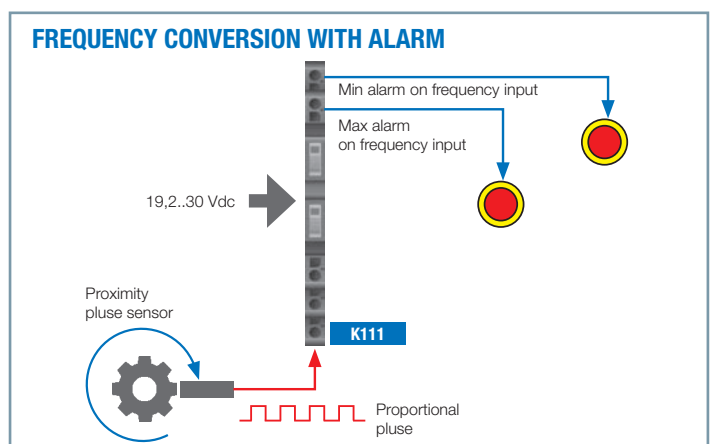 FREQUENCY CONVERSION WITH ALARM
Min alarm on frequency input
Max alarm
on frequency input
19,2..30 Vdc
Proximity
pluse sensor
K111
Proportional
pluse